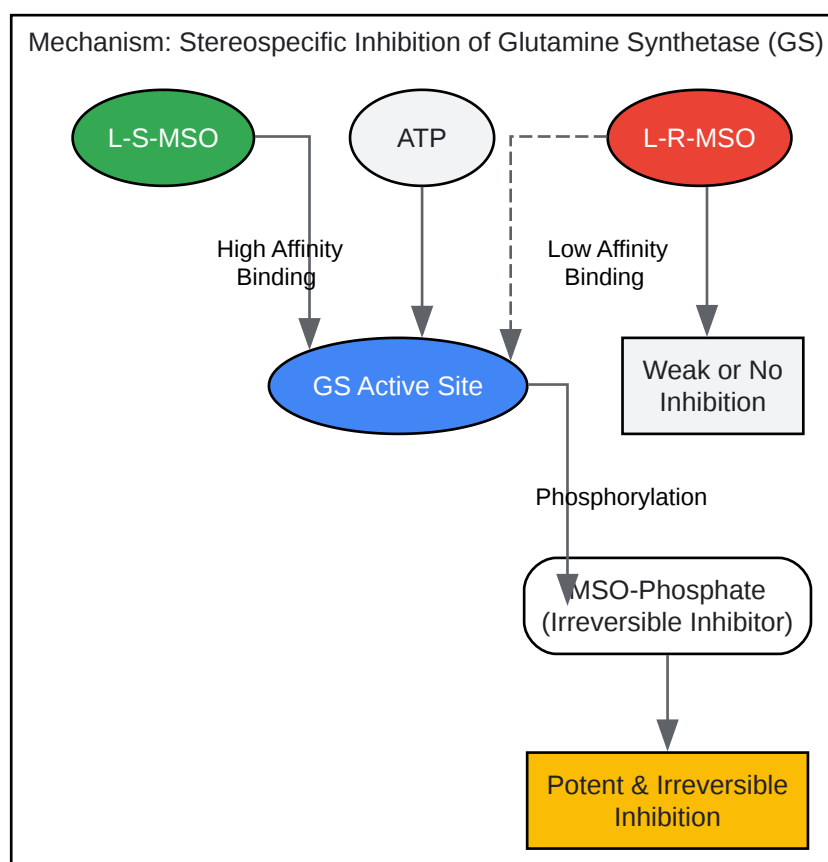 Mechanism: Stereospecific Inhibition of Glutamine Synthetase (GS)
L-S-MSO
ATP
L-R-MSO
High Affinity
Binding
Low Affinity
Binding
GS Active Site
Weak or No
Inhibition
Phosphorylation
MSO-Phosphate
(Irreversible Inhibitor)
Potent & Irreversible
Inhibition